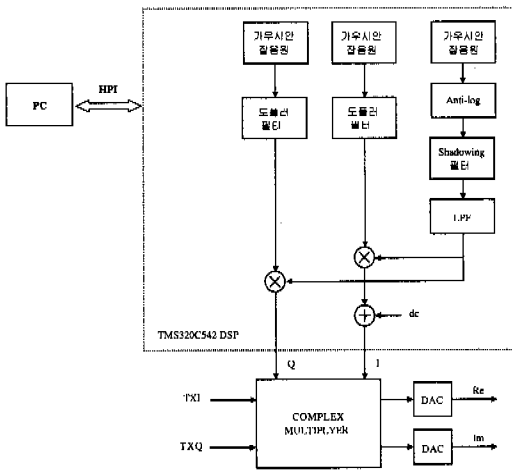 가우시안
잡음원
가우시안
잡음원
가우시안
잡음원
PC
HPI
도플러
필터
도플러
필터
Anti-log
Shadowing
필터
LPF
dc
TMS320C542 DSP
Q
I
TXI
TXQ
COMPLEX
MULTIPLYER
DAC
Re
DAC
Im